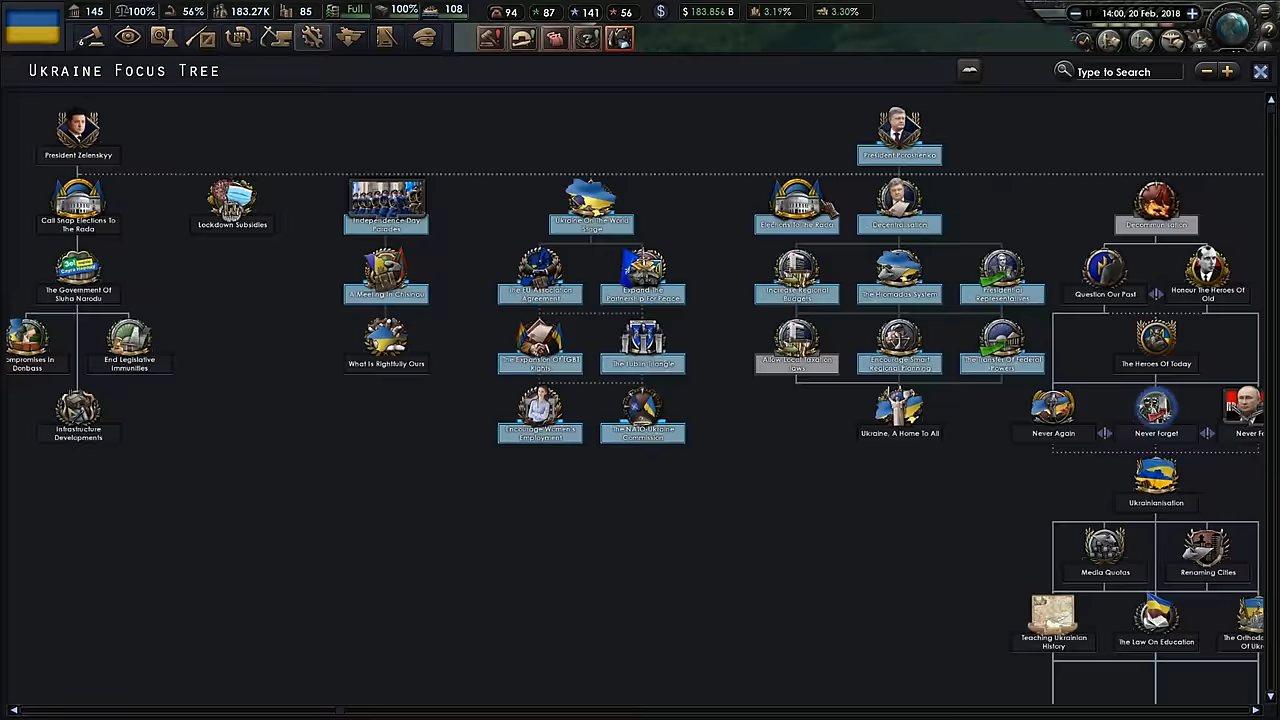 145 100% 56% 183.27K 85 Full 100% 108 94 87 141 56 $ $ 183.856 B 3.19% 3.30% 14:00, 20 Feb, 2018
UKRAINE FOCUS TREE
Type to Search
President Zelenskyy
President Poroshenko
Call Snap Elections To The Rada
Lockdown Subsidies
Independence Day Parades
Ukraine On The World Stage
Elections To The Rada
Decentralisation
Decommunisation
The Government Of Sluha Narodu
A Meeting In Chisinau
The EU Association Agreement
Expand The Partnership For Peace
Increase Regional Budgets
The Hromadas System
Presidential Representatives
Question Our Past
Honour The Heroes Of Old
ompromises In Donbass
End Legislative Immunities
What Is Rightfully Ours
The Expansion Of LGBT Rights
The Lublin Triangle
Allow Local Taxation laws
Encourage Smart Regional Planning
The Transfer Of Federal Powers
The Heroes Of Today
Infrastructure Developments
Encourage Women's Employment
The NATO-Ukraine Commission
Ukraine, A Home To All
Never Again
Never Forget
Never Fo
Ukrainianisation
Media Quotas
Renaming Cities
Teaching Ukrainian History
The Law On Education
The Orthodo
Of Ukr